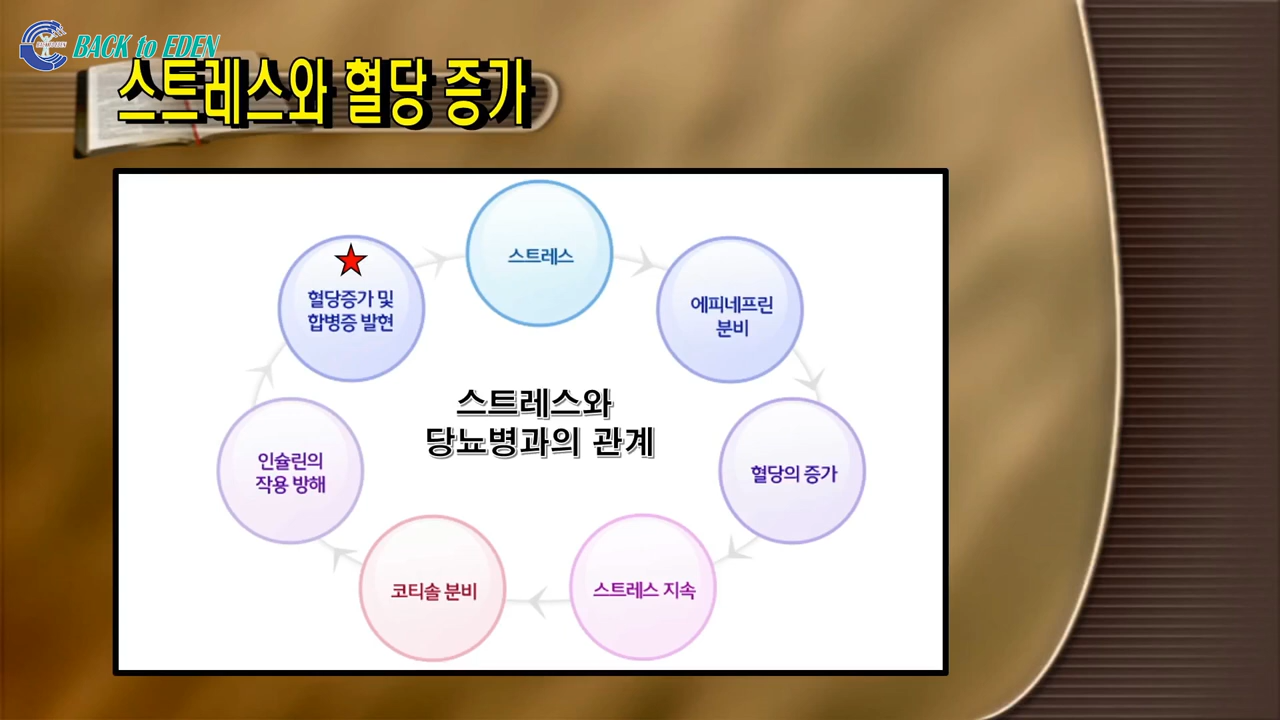 BACK to EDEN
스트레스와 혈당 증가
스트레스
에피네프린
분비
혈당의 증가
스트레스 지속
코티솔 분비
인슐린의
작용 방해
혈당증가 및
합병증 발현
스트레스와
당뇨병과의 관계